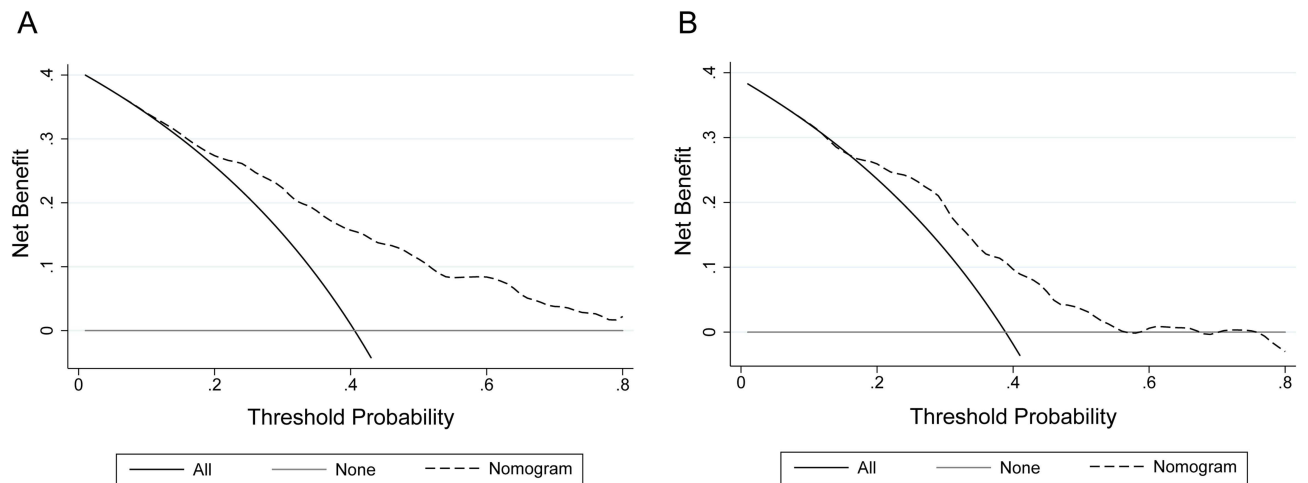 A
Net Benefit
.4
.3
.2
.1
0
0 .2 .4 .6 .8
Threshold Probability
All None Nomogram
B
Net Benefit
.4
.3
.2
.1
0
0 .2 .4 .6 .8
Threshold Probability
All None Nomogram